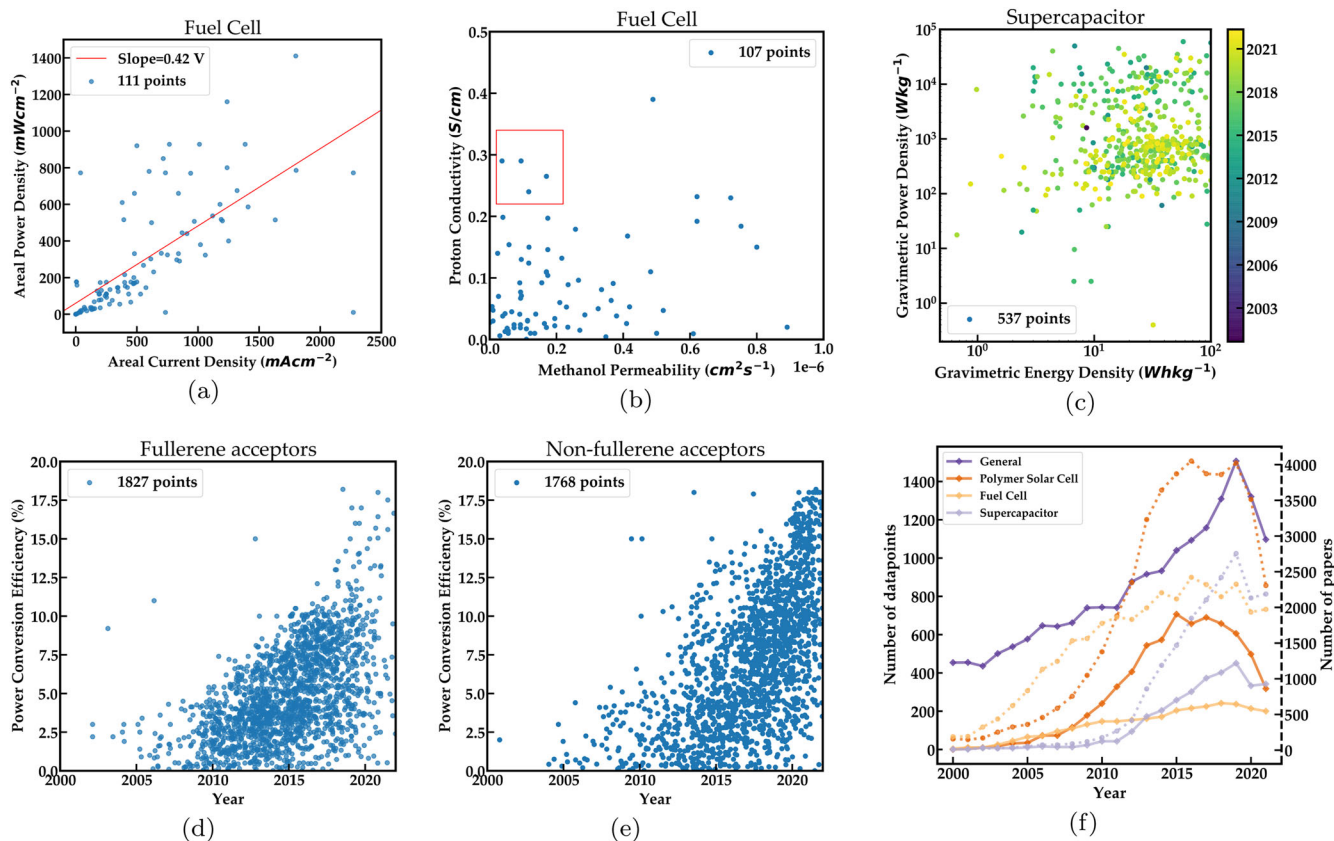 Fuel Cell
1400
1200
1000
800
600
400
200
0
Areal Power Density (mWcm⁻²)
Slope=0.42 V
111 points
0
500
1000
1500
2000
2500
Areal Current Density (mAcm⁻²)
(a)
Fuel Cell
0.5
0.4
0.3
0.2
0.1
0.0
Proton Conductivity (S/cm)
107 points
0.0
0.2
0.4
0.6
0.8
1.0
1e-6
Methanol Permeability (cm²s⁻¹)
(b)
Supercapacitor
10⁵
10⁴
10³
10²
10¹
10⁰
Gravimetric Power Density (Wkg⁻¹)
537 points
10⁰
10¹
10²
Gravimetric Energy Density (Whkg⁻¹)
2021
2018
2015
2012
2009
2006
2003
(c)
Fullerene acceptors
20.0
17.5
15.0
12.5
10.0
7.5
5.0
2.5
0.0
Power Conversion Efficiency (%)
1827 points
2000
2005
2010
2015
2020
Year
(d)
Non-fullerene acceptors
20.0
17.5
15.0
12.5
10.0
7.5
5.0
2.5
0.0
Power Conversion Efficiency (%)
1768 points
2000
2005
2010
2015
2020
Year
(e)
1400
1200
1000
800
600
400
200
0
Number of datapoints
General
Polymer Solar Cell
Fuel Cell
Supercapacitor
4000
3500
3000
2500
2000
1500
1000
500
0
Number of papers
2000
2005
2010
2015
2020
Year
(f)